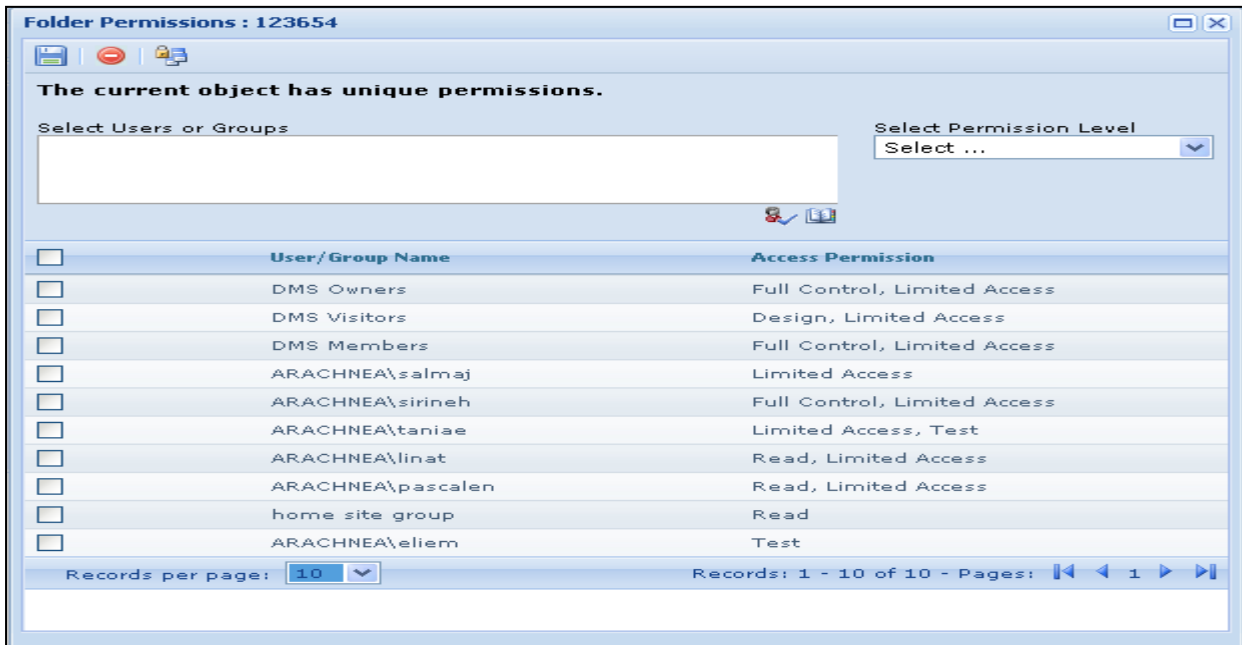 Folder Permissions : 123654
The current object has unique permissions.
Select Users or Groups
Select Permission Level
Select ...
User/Group Name Access Permission
DMS Owners Full Control, Limited Access
DMS Visitors Design, Limited Access
DMS Members Full Control, Limited Access
ARACHNEA\salmaj Limited Access
ARACHNEA\sirineh Full Control, Limited Access
ARACHNEA\taniae Limited Access, Test
ARACHNEA\linat Read, Limited Access
ARACHNEA\pascalen Read, Limited Access
home site group Read
ARACHNEA\eliem Test
Records per page: 10 Records: 1 - 10 of 10 - Pages: 1